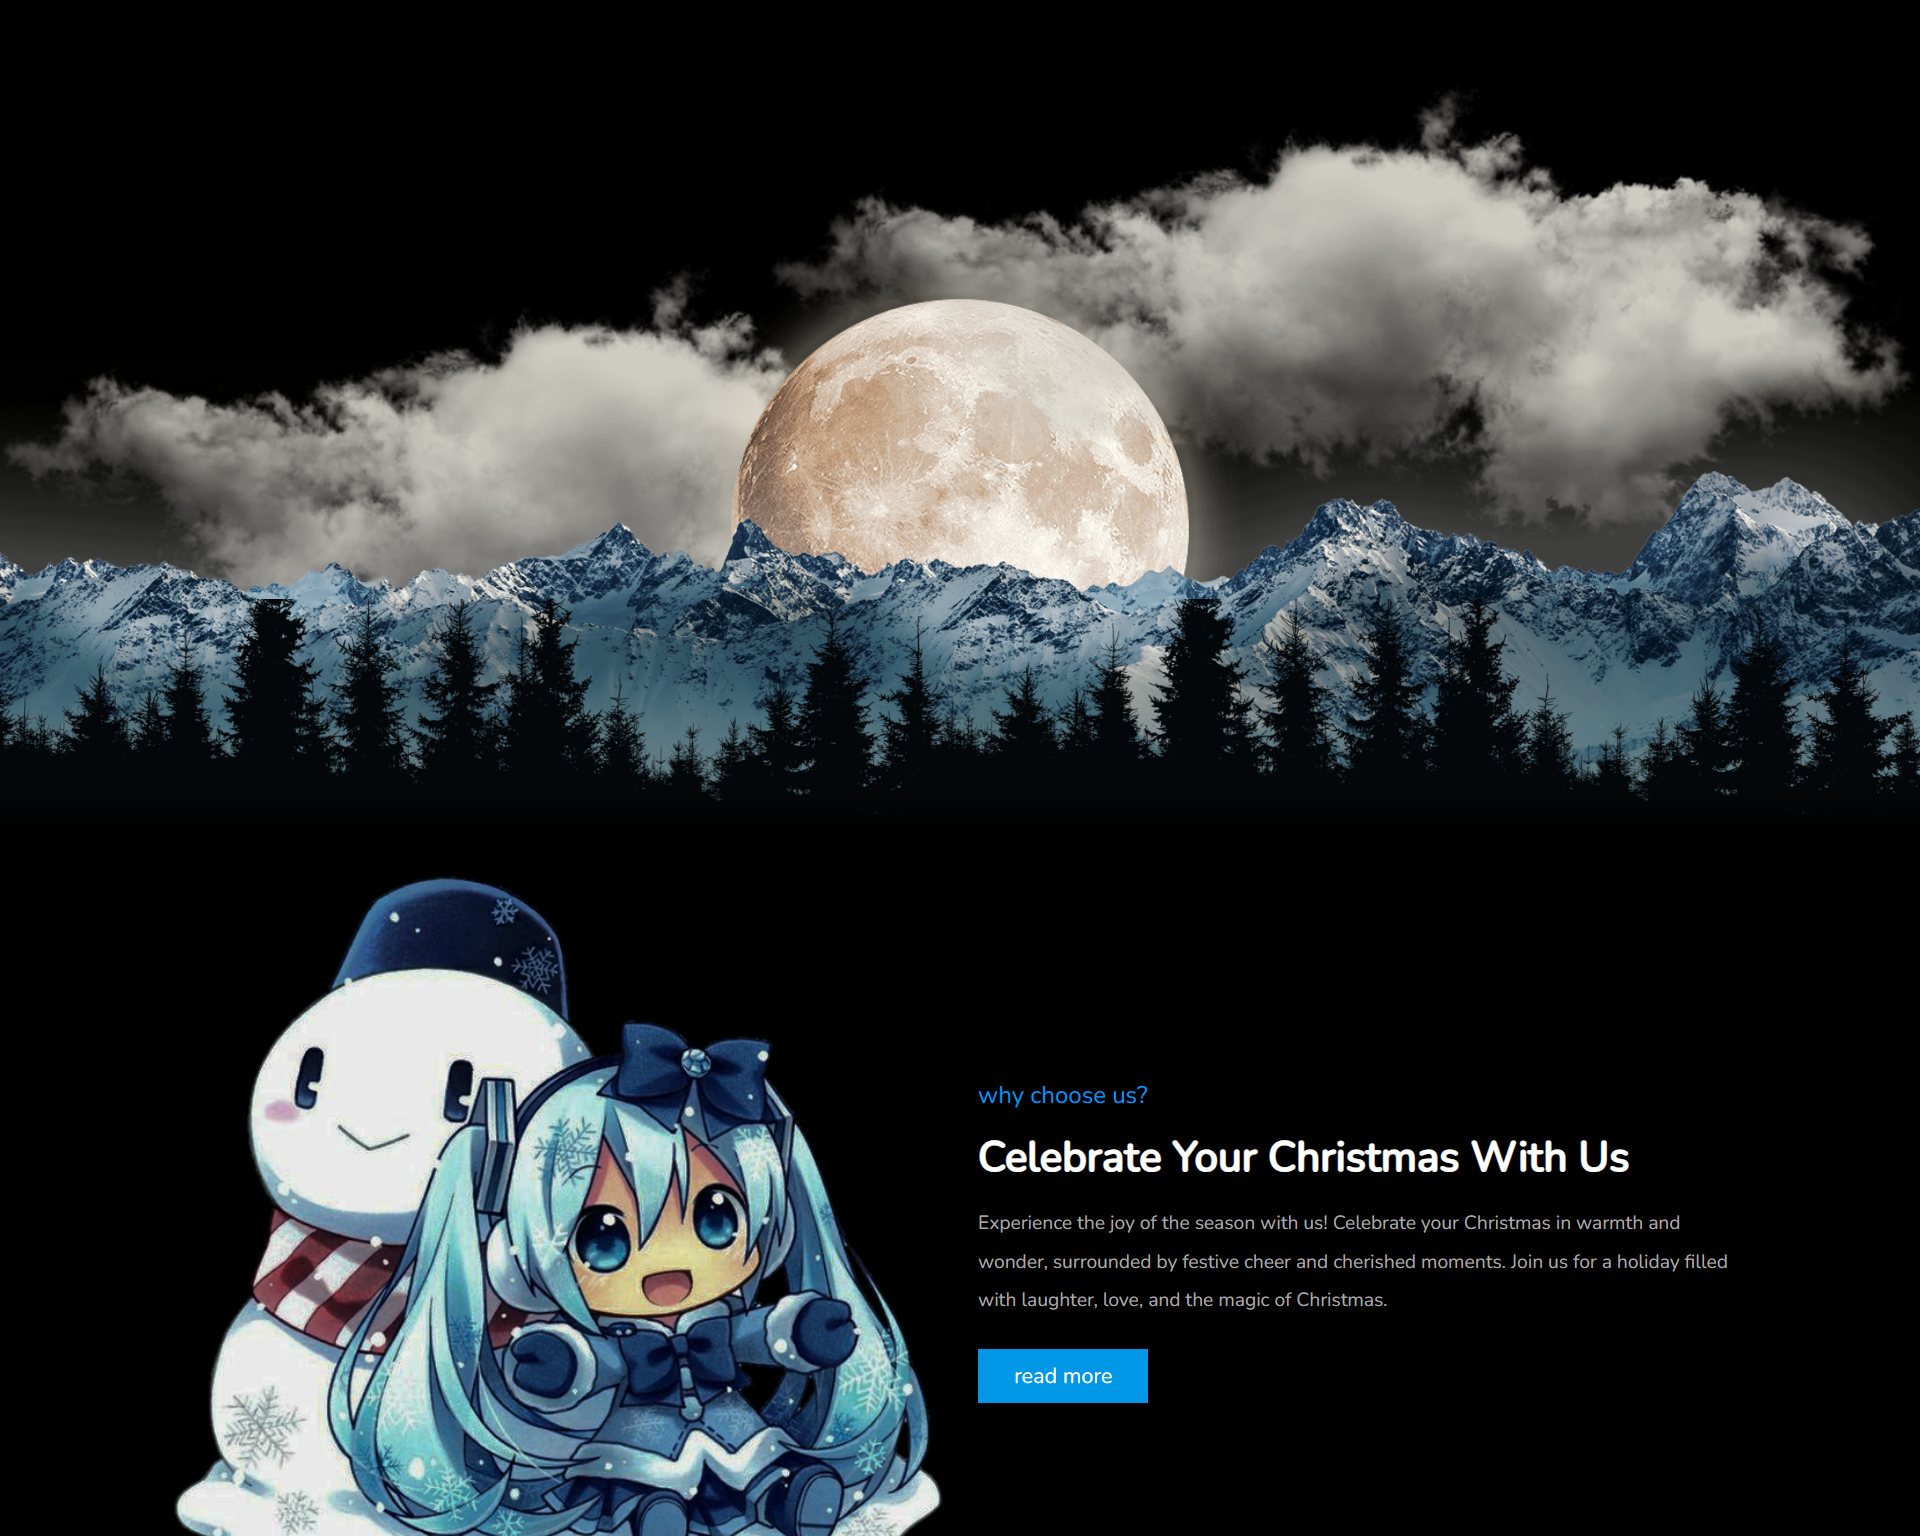 why choose us?
Celebrate Your Christmas With Us
Experience the joy of the season with us! Celebrate your Christmas in warmth and
wonder, surrounded by festive cheer and cherished moments. Join us for a holiday filled
with laughter, love, and the magic of Christmas.
read more